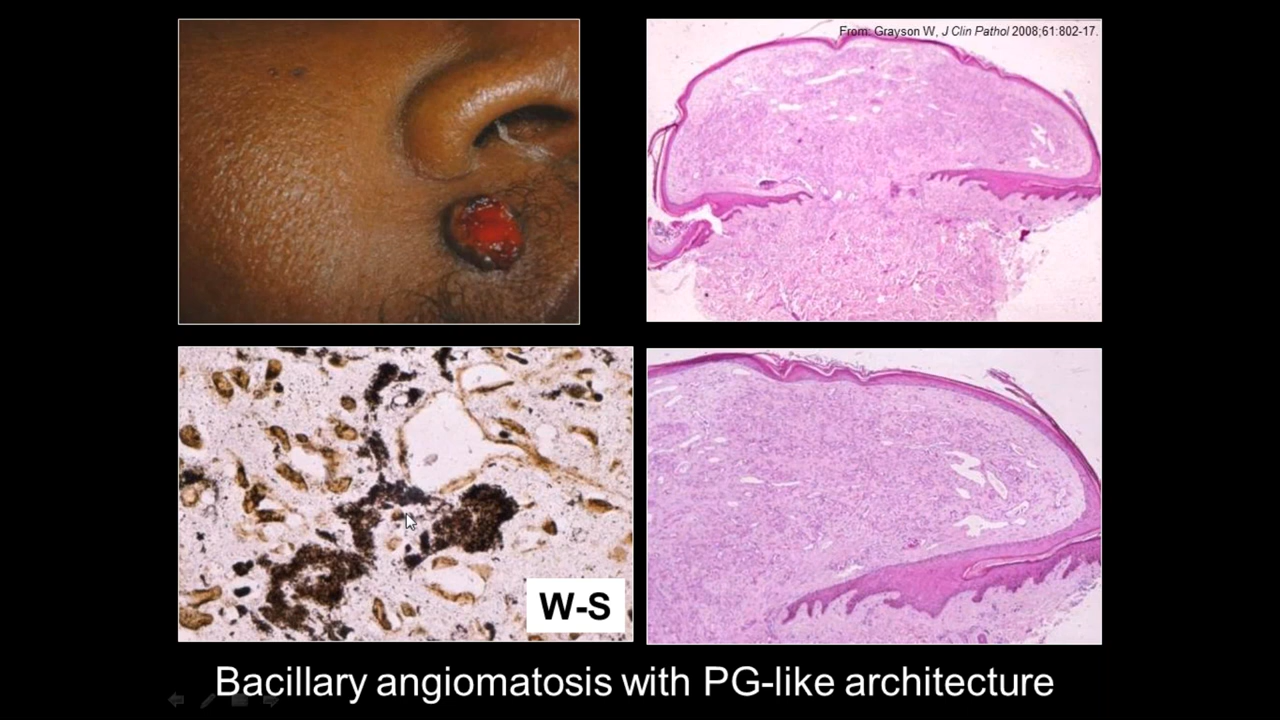 From: Grayson W, J Clin Pathol 2008;61:802-17.
W-S
Bacillary angiomatosis with PG-like architecture